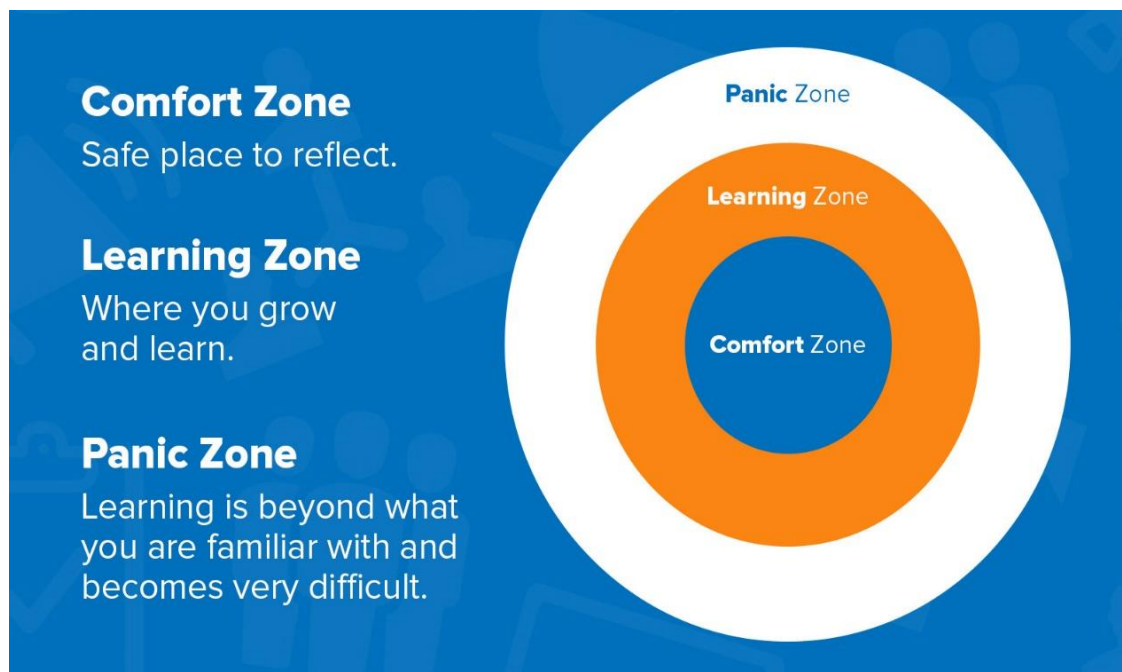 Comfort Zone
Safe place to reflect.
Learning Zone
Where you grow
and learn.
Panic Zone
Learning is beyond what
you are familiar with and
becomes very difficult.
Panic Zone
Learning Zone
Comfort Zone